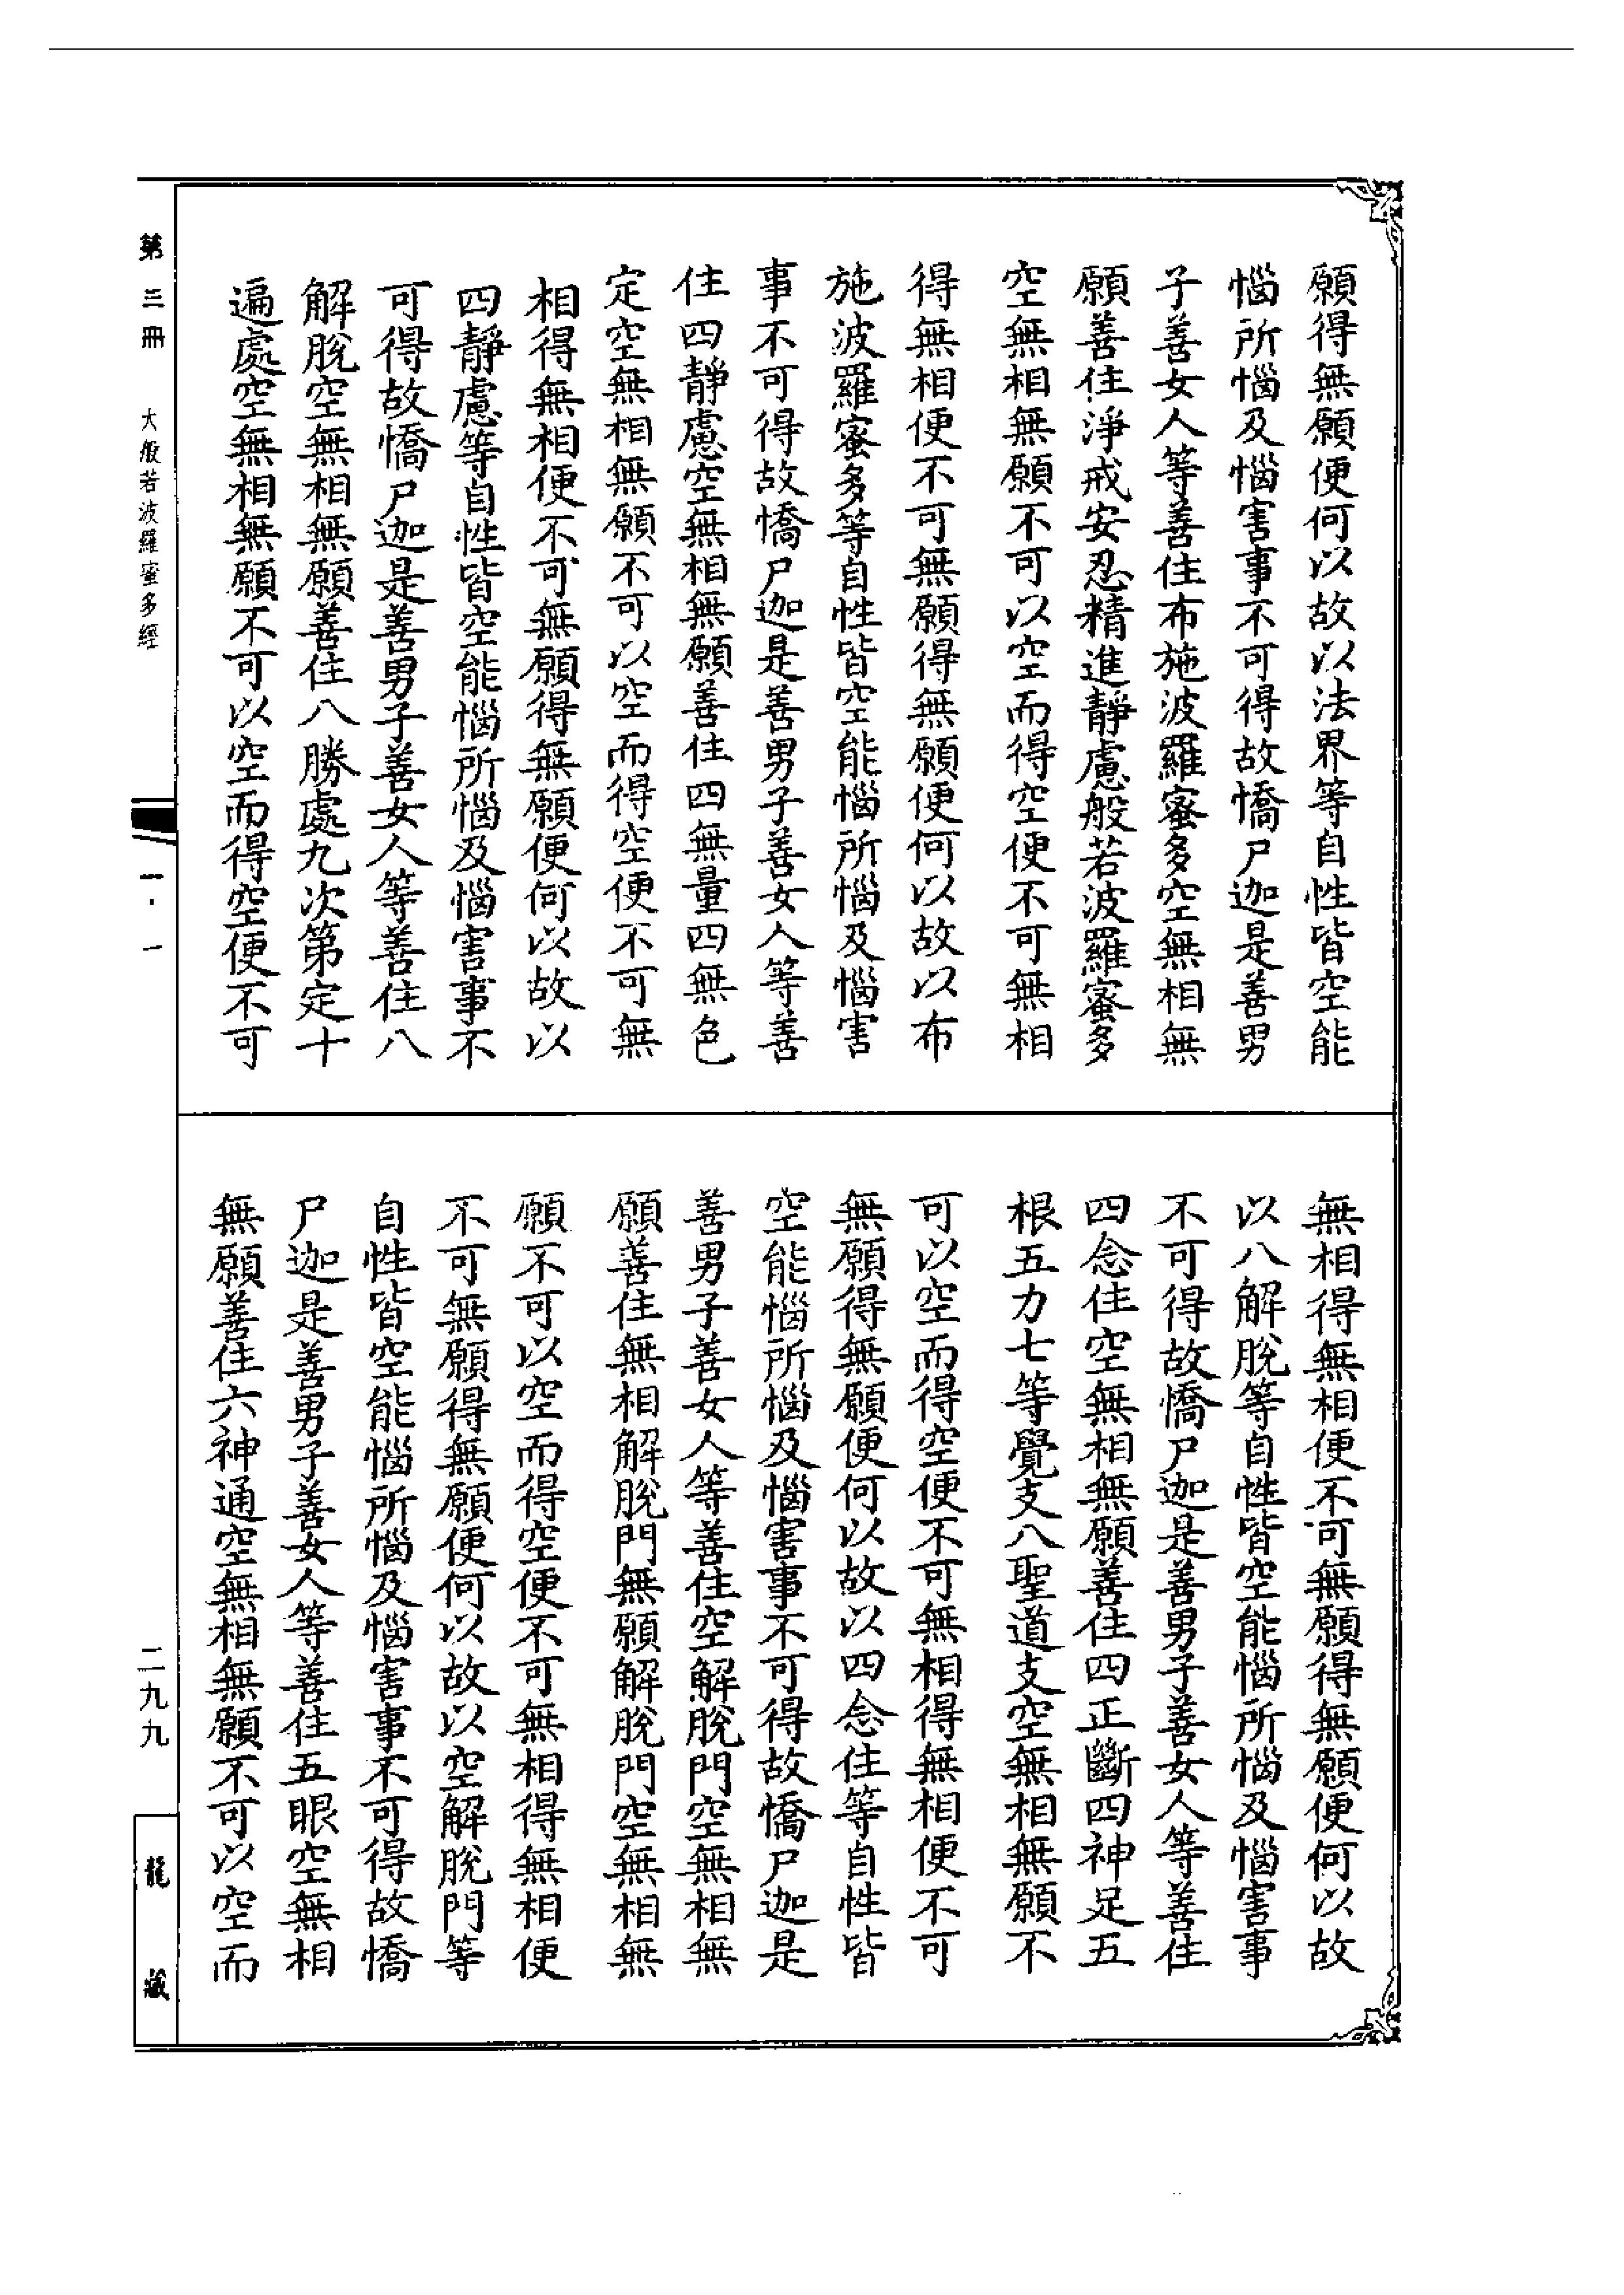 願得無願便何以故以法界等自性皆空能
惱所惱及惱害事不可得故憍尸迦是善男
子善女人等善住布施波羅蜜多空無相無
願善住淨戒安忍精進靜慮般若波羅蜜多
空無相無願不可以空而得空便不可無相
得無相便不可無願得無願便何以故以布
施波羅蜜多等自性皆空能惱所惱及惱害
事不可得故憍尸迦是善男子善女人等善
住四靜慮空無相無願善住四無量四無色
定空無相無願不可以空而得空便不可無
相得無相便不可無願得無願便何以故以
四靜慮等自性皆空能惱所惱及惱害事不
可得故憍尸迦是善男子善女人等善住八
解脫空無相無願善住八勝處九次第定十
遍處空無相無願不可以空而得空便不可
無相得無相便不可無願得無願便何以故
以八解脫等自性皆空能惱所惱及惱害事
不可得故憍尸迦是善男子善女人等善住
四念住空無相無願善住四正斷四神足五
根五力七等覺支八聖道支空無相無願不
可以空而得空便不可無相得無相便不可
無願得無願便何以故以四念住等自性皆
空能惱所惱及惱害事不可得故憍尸迦是
善男子善女人等善住空解脫門空無相無
願善住無相解脫門無願解脫門空無相無
願不可以空而得空便不可無相得無相便
不可無願得無願便何以故以空解脫門等
自性皆空能惱所惱及惱害事不可得故憍
尸迦是善男子善女人等善住五眼空無相
無願善住六神通空無相無願不可以空而
第三冊 大般若波羅蜜多經
一·一
二九九
龍藏